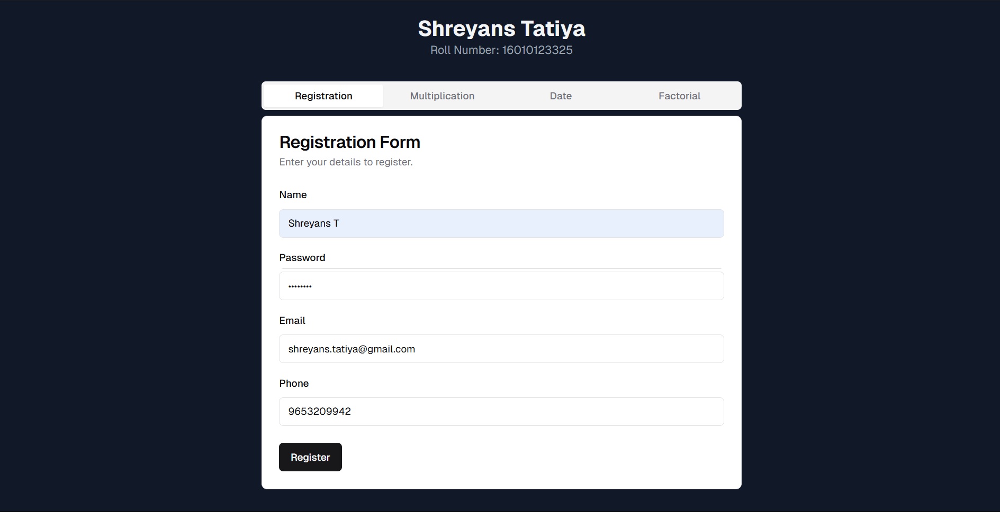 Shreyans Tatiya
Roll Number: 16010123325
Registration Multiplication Date Factorial
Registration Form
Enter your details to register.
Name
Shreyans T
Password
••••••••
Email
shreyans.tatiya@gmail.com
Phone
9653209942
Register